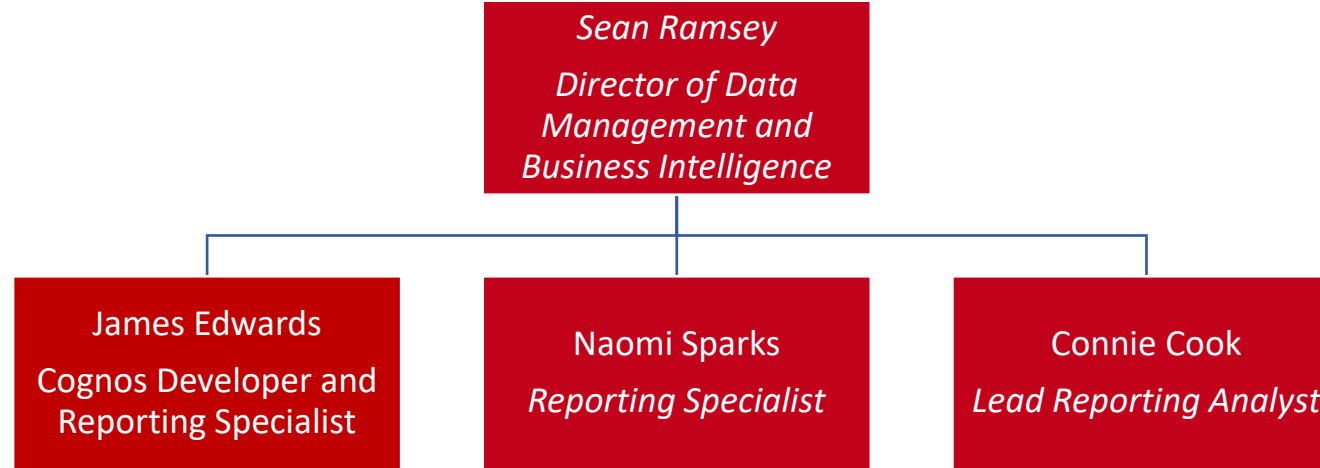 Sean Ramsey
Director of Data
Management and
Business Intelligence
James Edwards
Cognos Developer and
Reporting Specialist
Naomi Sparks
Reporting Specialist
Connie Cook
Lead Reporting Analyst